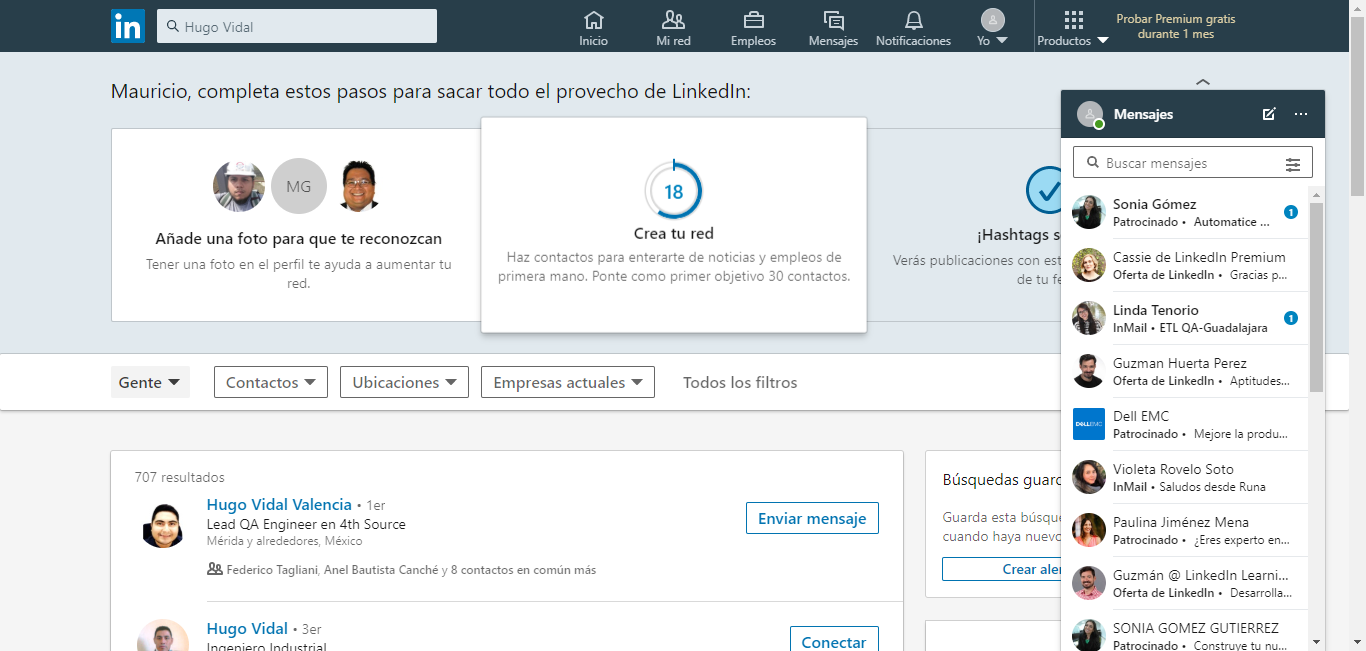 in
Hugo Vidal
Inicio
Mi red
Empleos
Mensajes
Notificaciones
Yo
Productos
Probar Premium gratis
durante 1 mes
Mauricio, completa estos pasos para sacar todo el provecho de LinkedIn:
MG
Añade una foto para que te reconozcan
Tener una foto en el perfil te ayuda a aumentar tu
red.
18
Crea tu red
Haz contactos para enterarte de noticias y empleos de
primera mano. Ponte como primer objetivo 30 contactos.
¡Hashtags s
Verás publicaciones con est
de tu fe
Gente
Contactos
Ubicaciones
Empresas actuales
Todos los filtros
707 resultados
Hugo Vidal Valencia • 1er
Lead QA Engineer en 4th Source
Mérida y alrededores, México
Federico Tagliani, Anel Bautista Canché y 8 contactos en común más
Enviar mensaje
Hugo Vidal • 3er
Ingeniero Industrial
Conectar
Búsquedas guard
Guarda esta búsque
cuando haya nuevo
Crear aler
Mensajes
Buscar mensajes
Sonia Gómez
Patrocinado • Automatice ...
1
Cassie de LinkedIn Premium
Oferta de LinkedIn • Gracias p...
Linda Tenorio
InMail • ETL QA-Guadalajara
1
Guzman Huerta Perez
Oferta de LinkedIn • Aptitudes...
DELL EMC
Dell EMC
Patrocinado • Mejore la produ...
Violeta Rovelo Soto
InMail • Saludos desde Runa
Paulina Jiménez Mena
Patrocinado • ¿Eres experto en...
Guzmán @ LinkedIn Learni...
Oferta de LinkedIn • Desarrolla...
SONIA GOMEZ GUTIERREZ
Patrocinado • Construye tu nu...